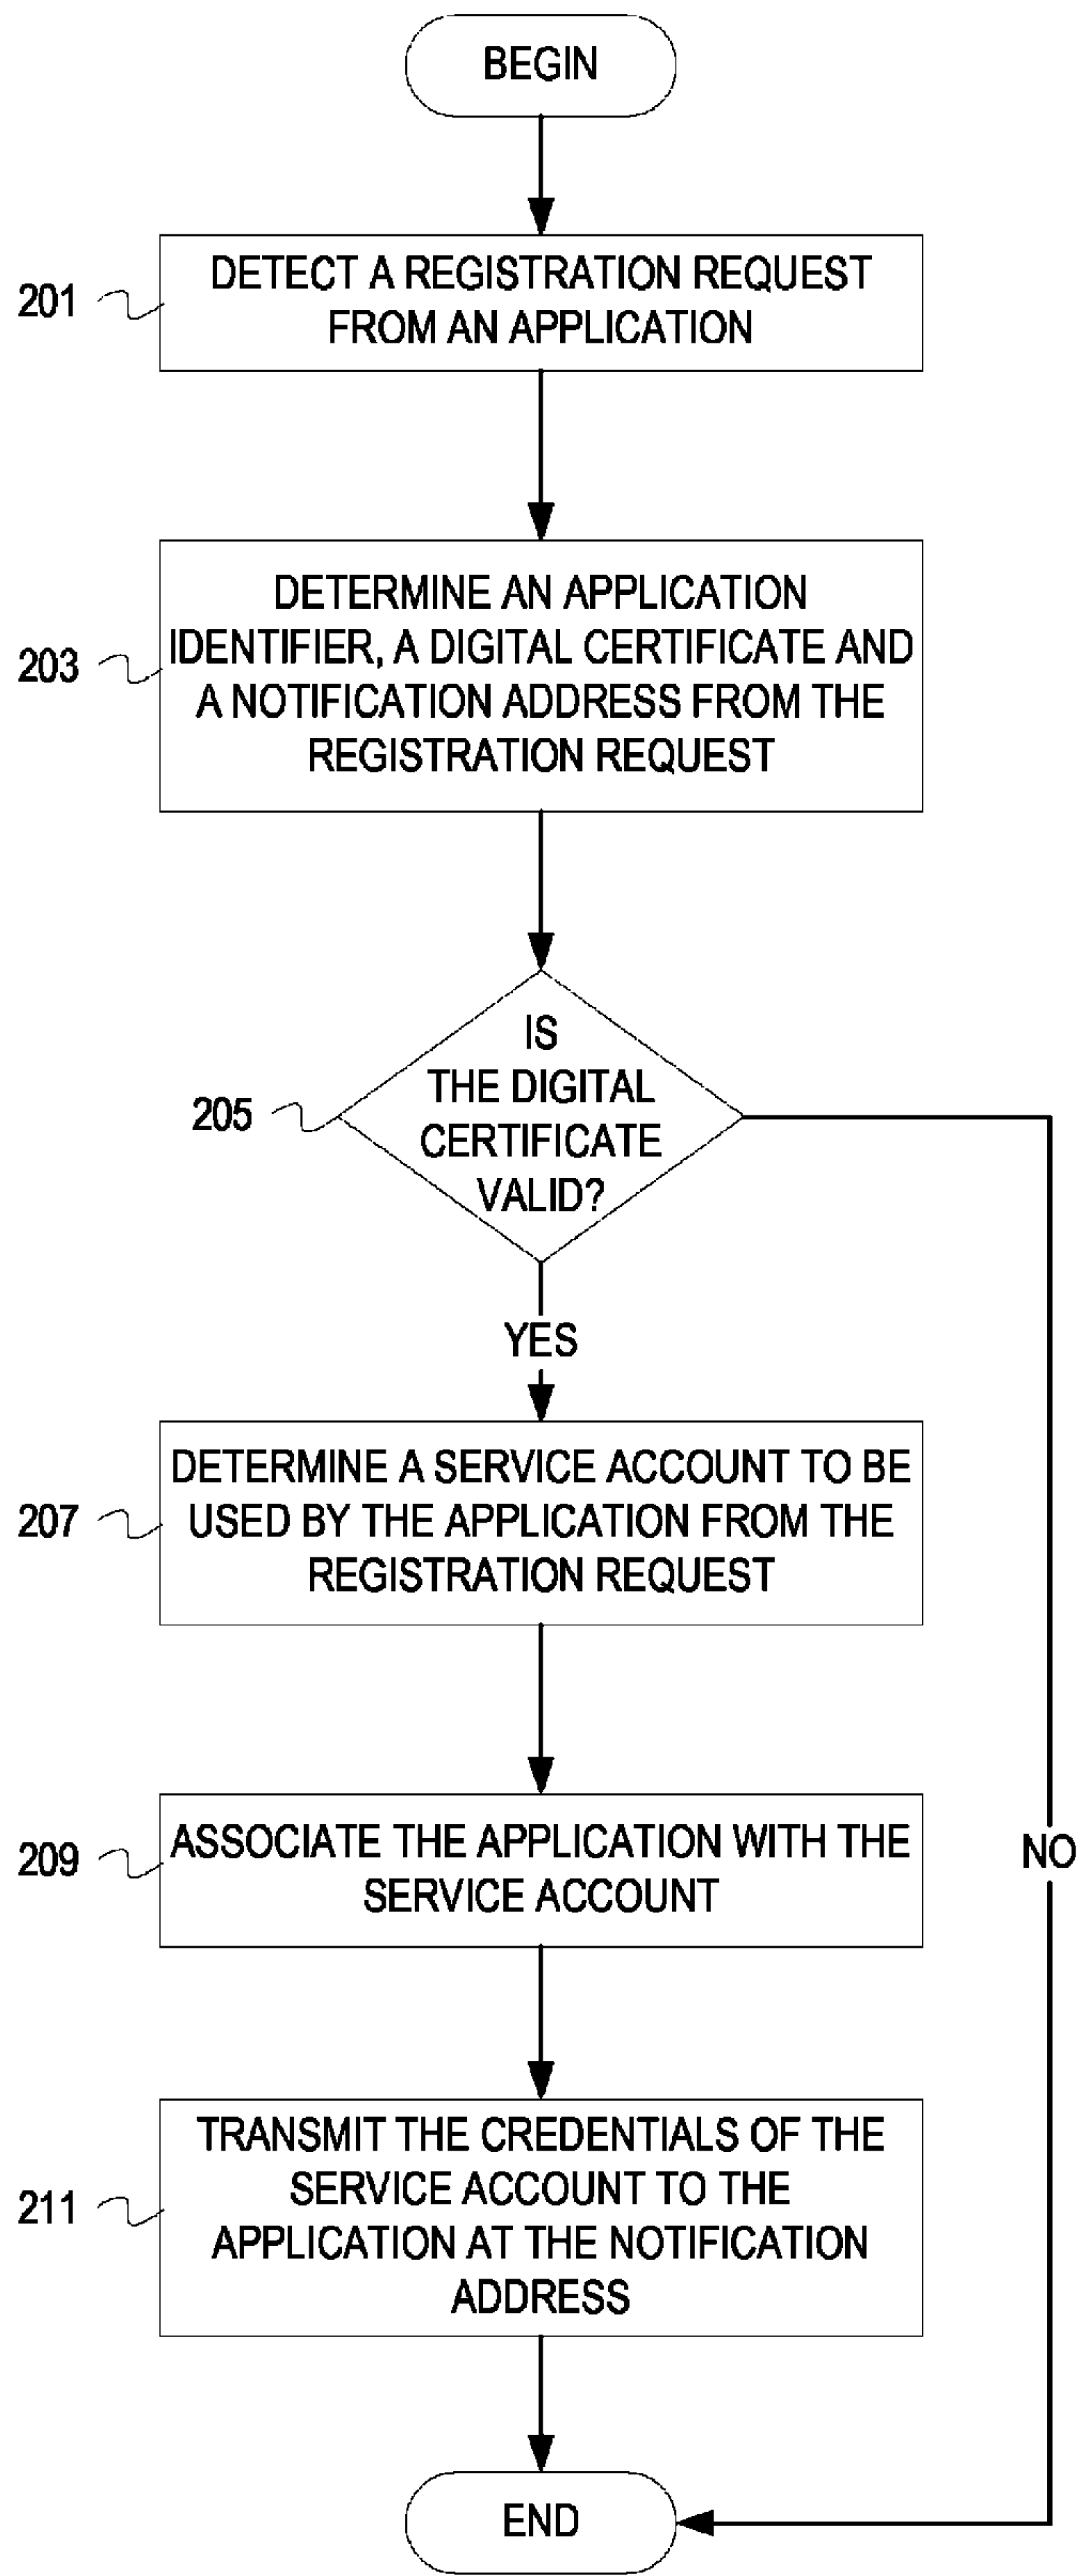 BEGIN
201
DETECT A REGISTRATION REQUEST
FROM AN APPLICATION
203
DETERMINE AN APPLICATION
IDENTIFIER, A DIGITAL CERTIFICATE AND
A NOTIFICATION ADDRESS FROM THE
REGISTRATION REQUEST
205
IS
THE DIGITAL
CERTIFICATE
VALID?
YES
207
DETERMINE A SERVICE ACCOUNT TO BE
USED BY THE APPLICATION FROM THE
REGISTRATION REQUEST
209
ASSOCIATE THE APPLICATION WITH THE
SERVICE ACCOUNT
NO
211
TRANSMIT THE CREDENTIALS OF THE
SERVICE ACCOUNT TO THE
APPLICATION AT THE NOTIFICATION
ADDRESS
END